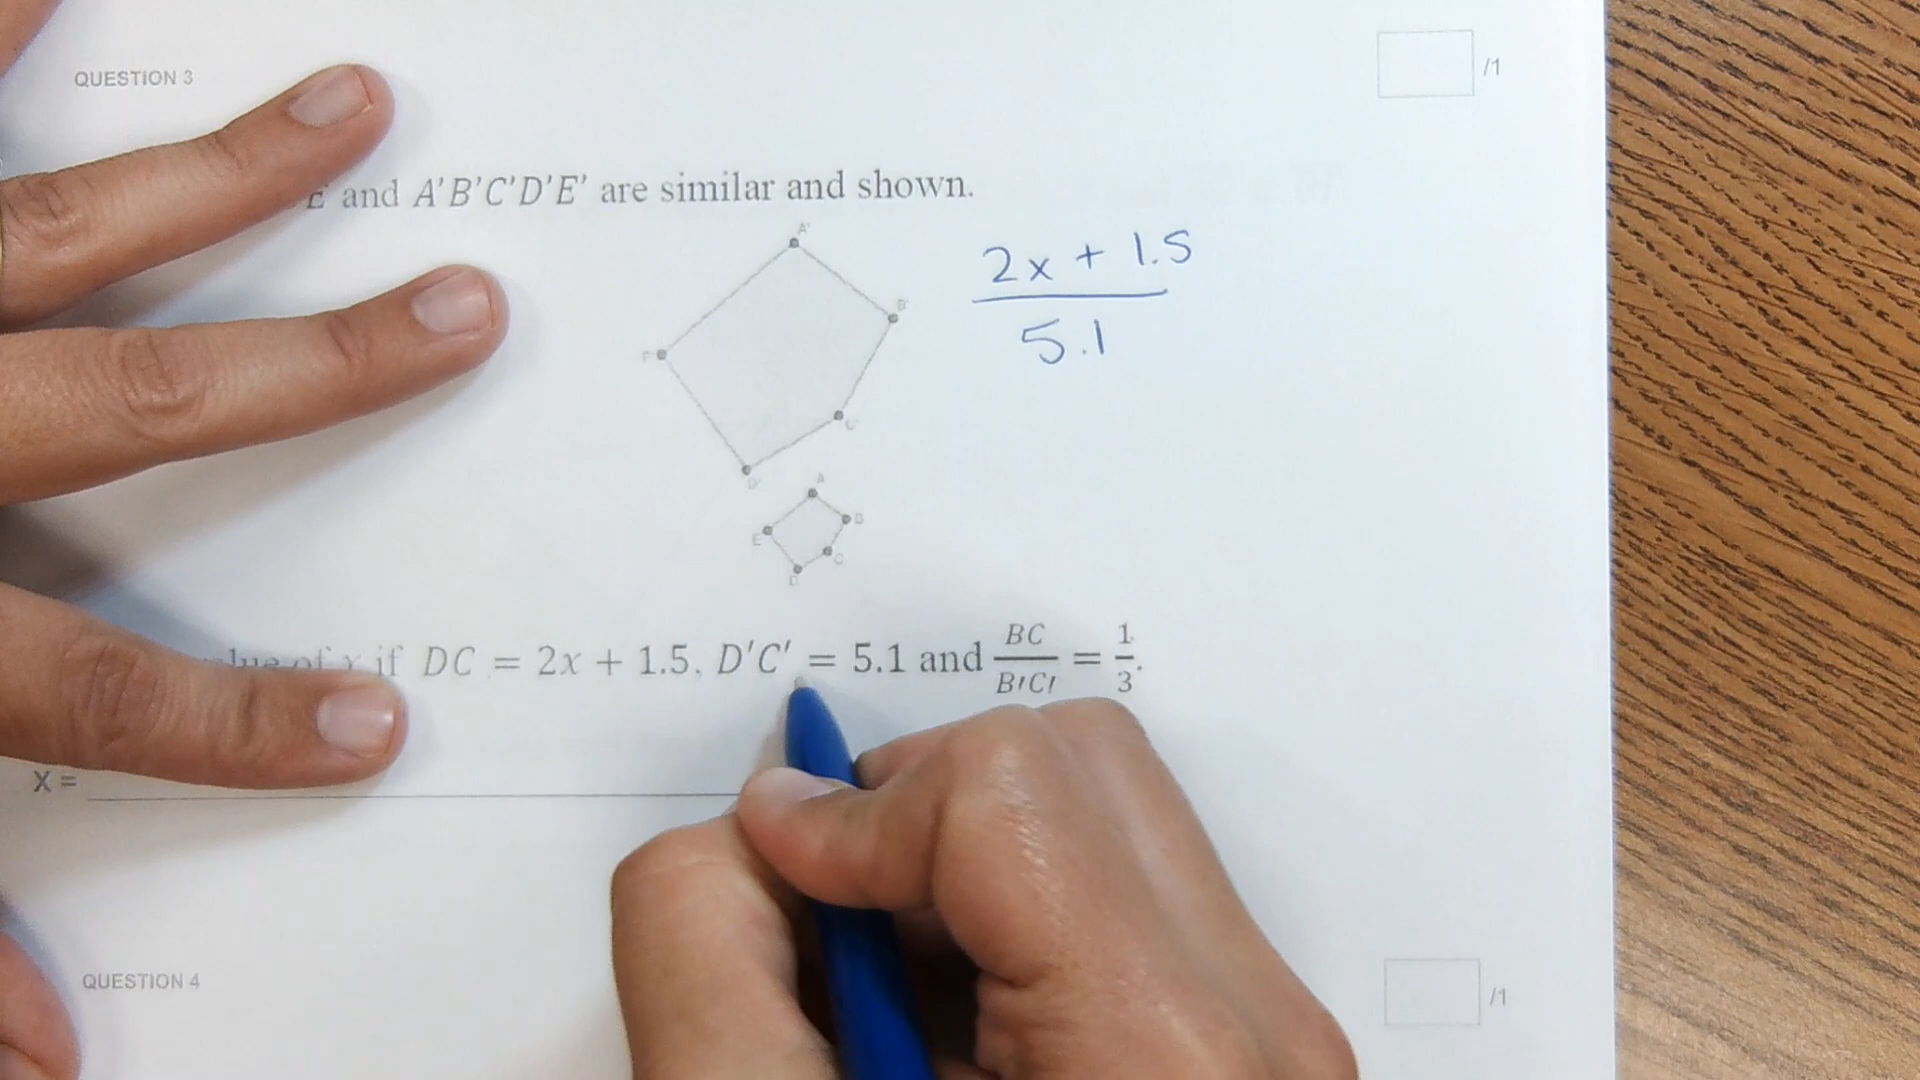 QUESTION 3
/1
E and A'B'C'D'E' are similar and shown.
A'
B'
C'
D'
2x + 1.5
5.1
A
B
E
C
D
of x if DC = 2x + 1.5, D'C' = 5.1 and BC/B'C' = 1/3.
X =
QUESTION 4
/1